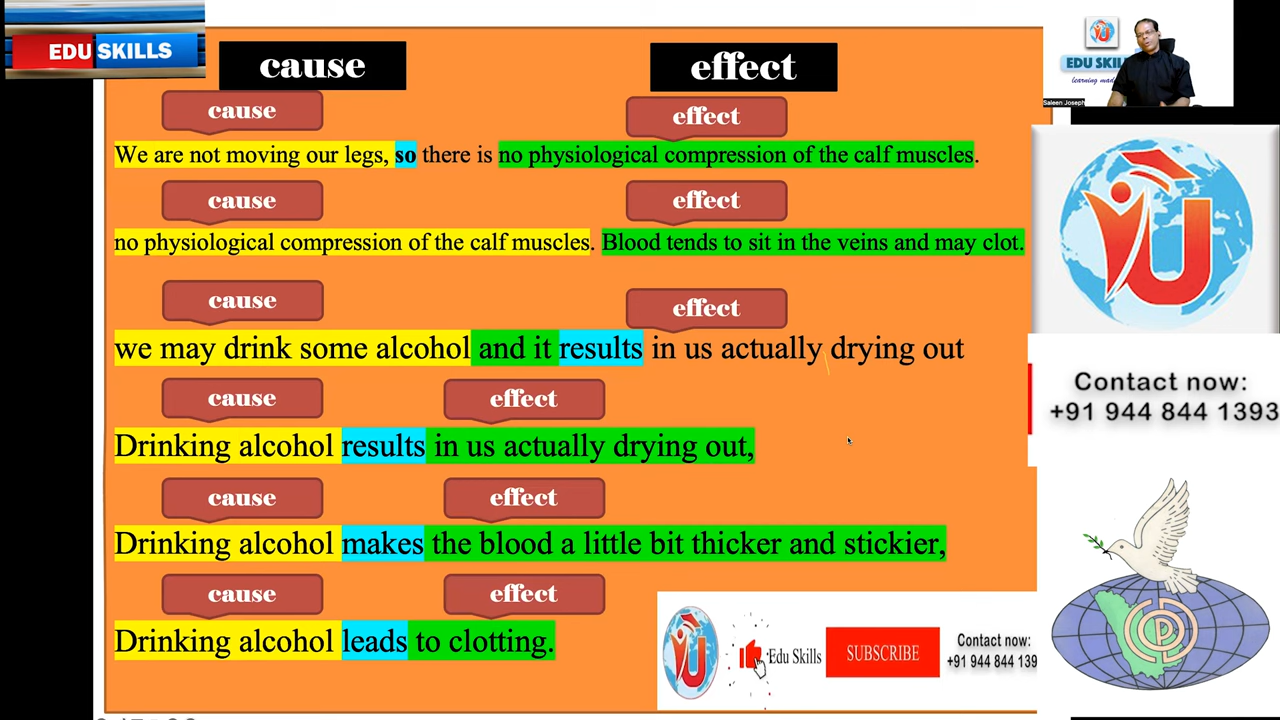 EDU SKILLS
cause
effect
EDU SKIL
learning mad
Saleen Joseph
cause
effect
We are not moving our legs, so there is no physiological compression of the calf muscles.
cause
effect
no physiological compression of the calf muscles. Blood tends to sit in the veins and may clot.
cause
effect
we may drink some alcohol and it results in us actually drying out
Contact now:
+91 944 844 1393
cause
effect
Drinking alcohol results in us actually drying out,
cause
effect
Drinking alcohol makes the blood a little bit thicker and stickier,
cause
effect
Drinking alcohol leads to clotting.
Edu Skills
SUBSCRIBE
Contact now:
+91 944 844 139